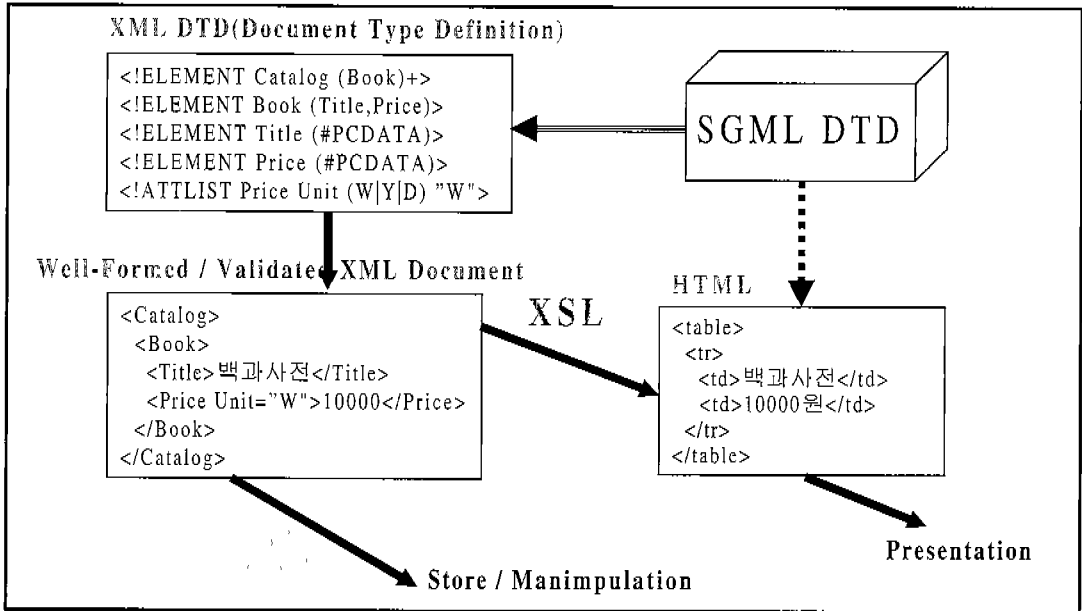 XML DTD(Document Type Definition)
<!ELEMENT Catalog (Book)+>
<!ELEMENT Book (Title,Price)>
<!ELEMENT Title (#PCDATA)>
<!ELEMENT Price (#PCDATA)>
<!ATTLIST Price Unit (W|Y|D) "W">
SGML DTD
Well-Formed / Validated XML Document
<Catalog>
<Book>
<Title>백과사전</Title>
<Price Unit="W">10000</Price>
</Book>
</Catalog>
XSL
HTML
<table>
<tr>
<td>백과사전</td>
<td>10000원</td>
</tr>
</table>
Presentation
Store / Manimpulation